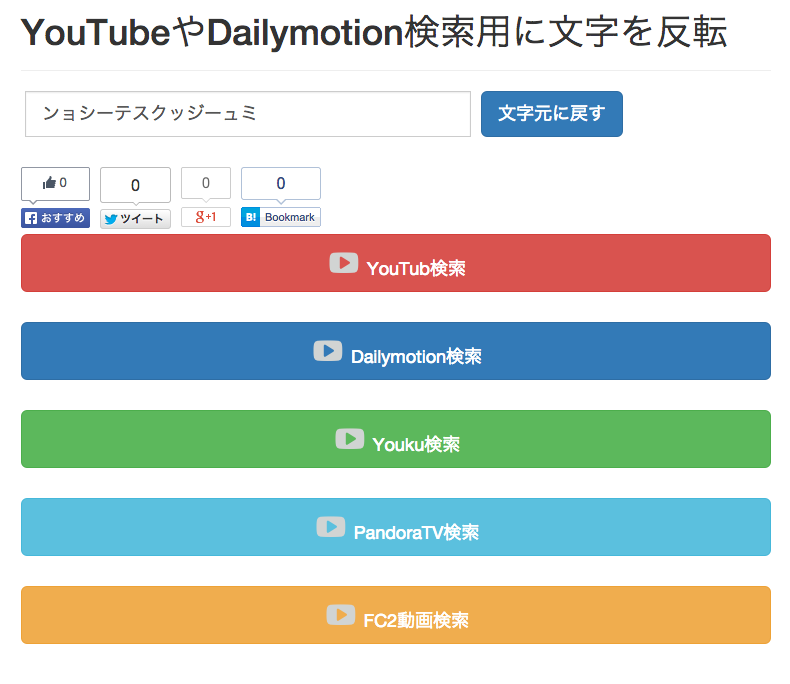 YouTubeやDailymotion検索用に文字を反転
ンョシーテスクッジーュミ 文字元に戻す
0 0 0 0
おすすめ ツイート g+1 B! Bookmark
YouTub検索
Dailymotion検索
Youku検索
PandoraTV検索
FC2動画検索